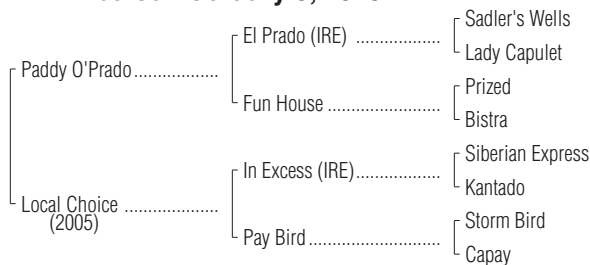 Sadler's Wells
El Prado (IRE) ...................
Lady Capulet
Paddy O'Prado...................
Prized
Fun House .........................
Bistra
Siberian Express
In Excess (IRE)...................
Kantado
Local Choice .....................
(2005)
Storm Bird
Pay Bird.............................
Capay